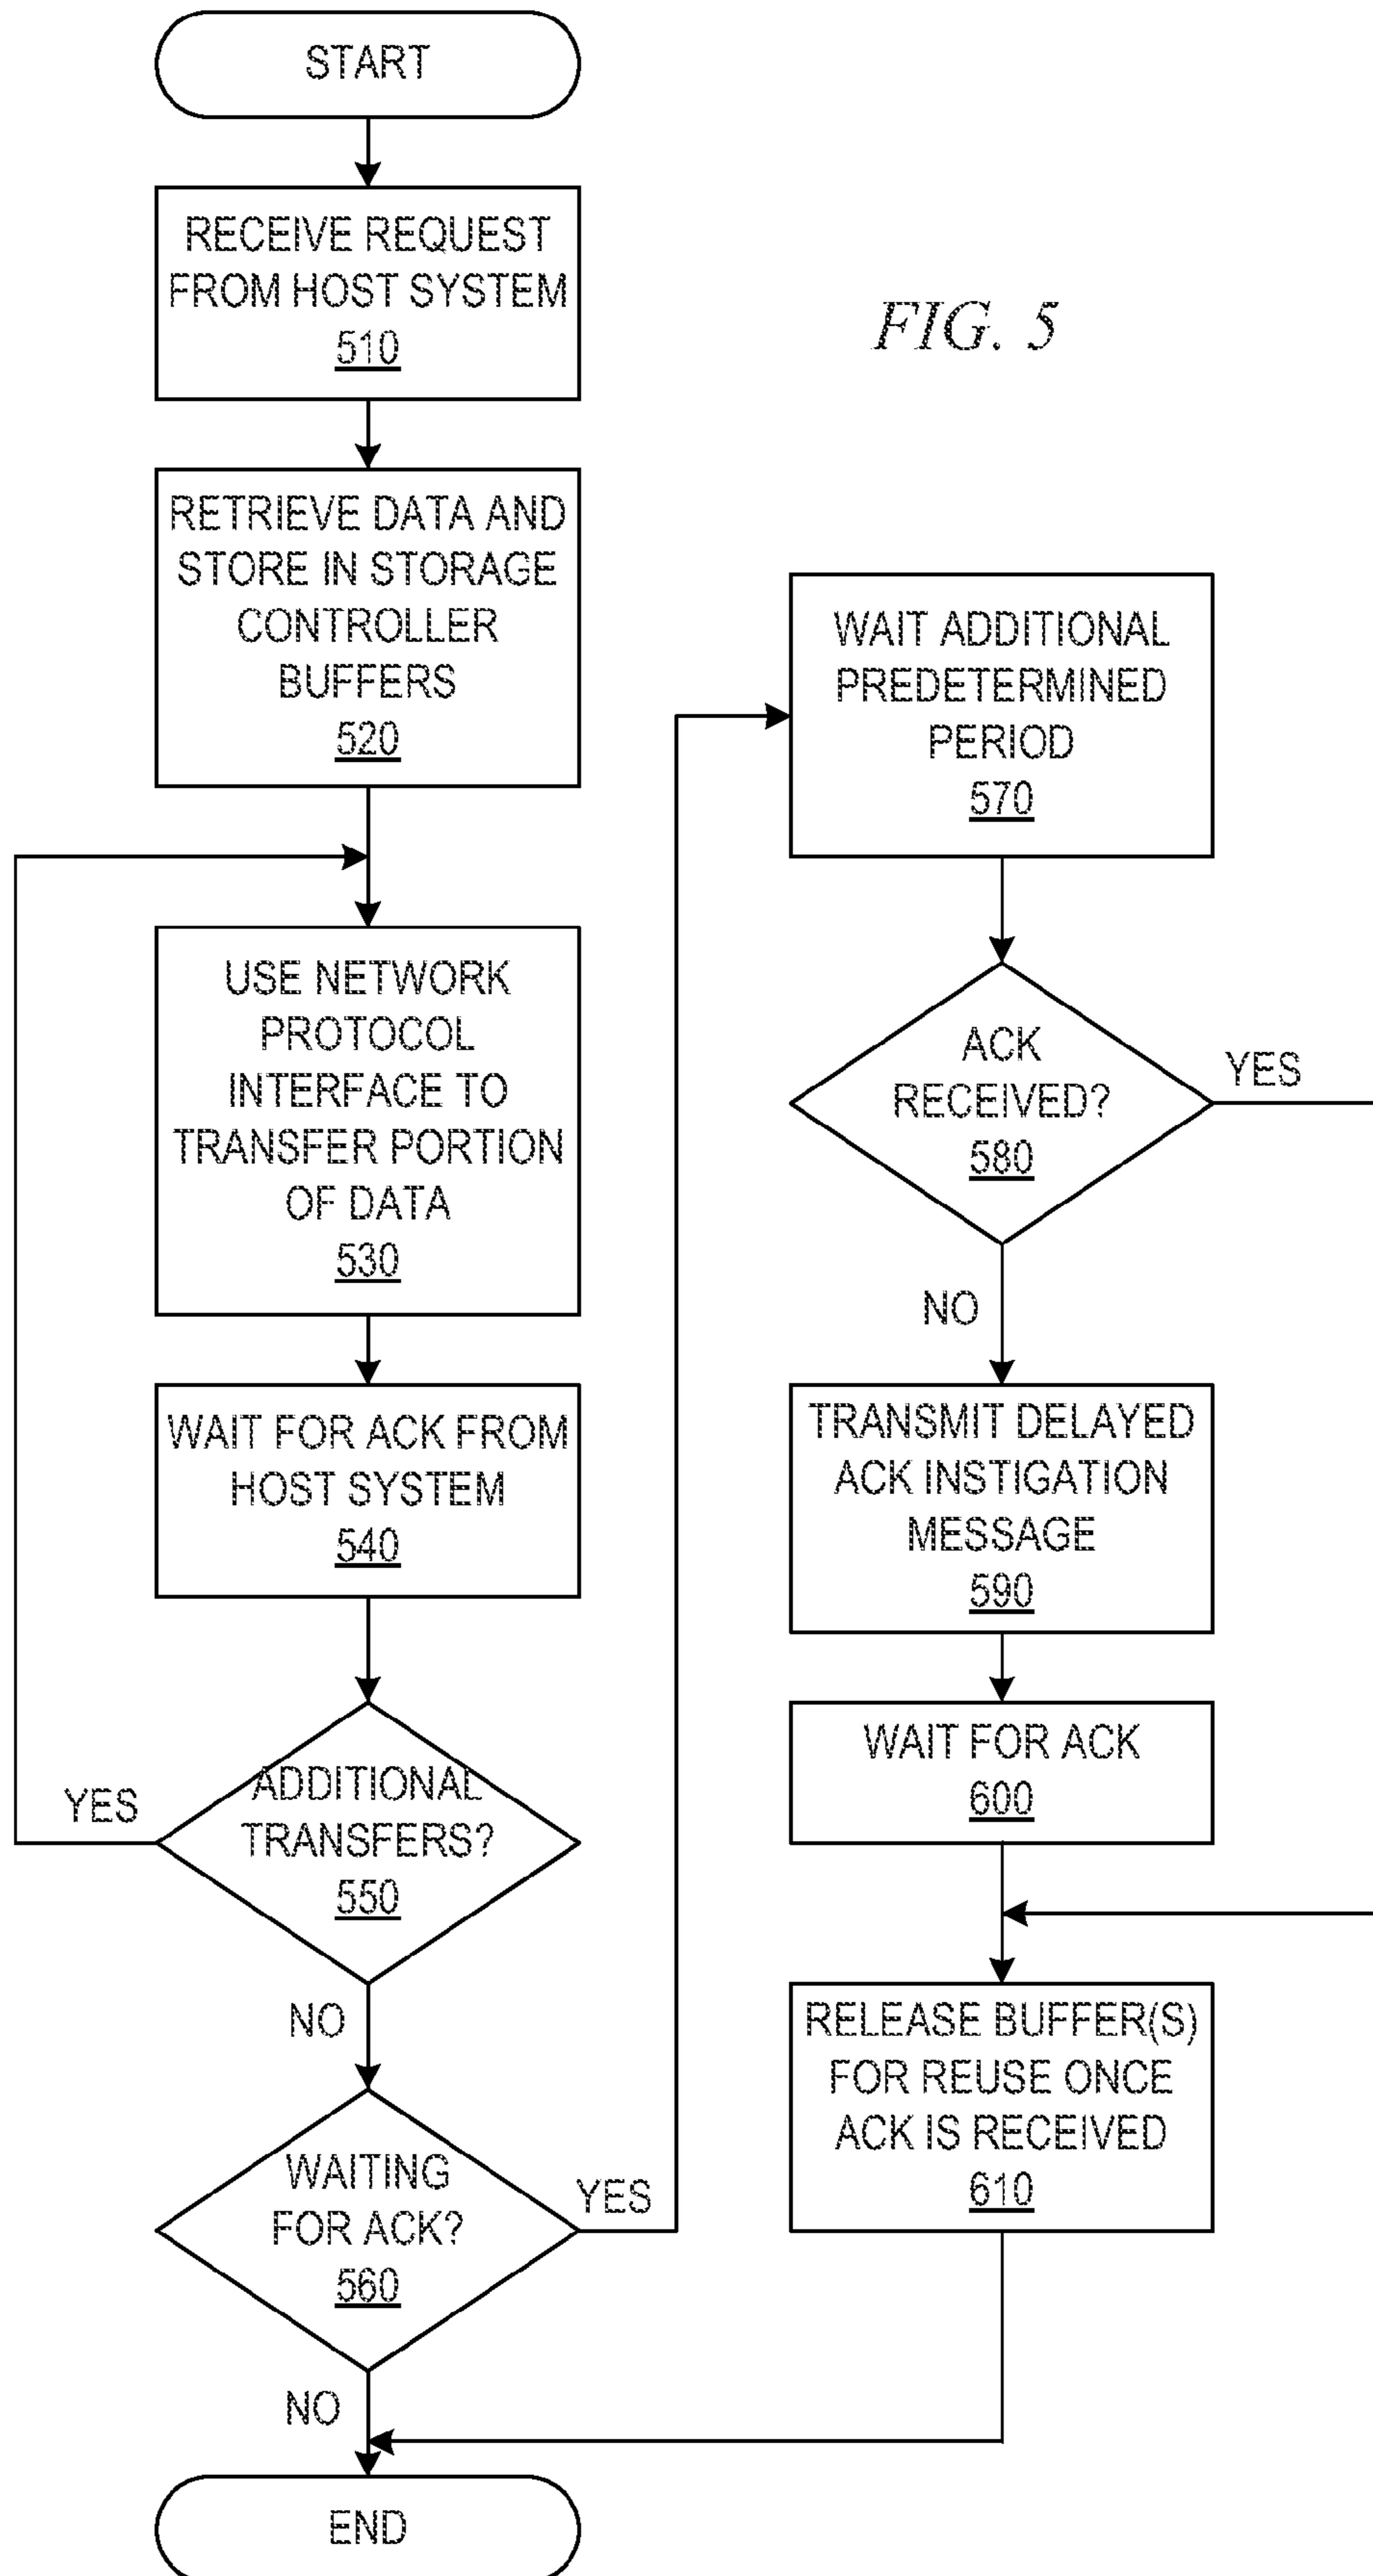 START
RECEIVE REQUEST
FROM HOST SYSTEM
510
FIG. 5
RETRIEVE DATA AND
STORE IN STORAGE
CONTROLLER
BUFFERS
520
USE NETWORK
PROTOCOL
INTERFACE TO
TRANSFER PORTION
OF DATA
530
WAIT FOR ACK FROM
HOST SYSTEM
540
YES
ADDITIONAL
TRANSFERS?
550
NO
WAITING
FOR ACK?
560
YES
NO
END
WAIT ADDITIONAL
PREDETERMINED
PERIOD
570
ACK
RECEIVED?
580
YES
NO
TRANSMIT DELAYED
ACK INSTIGATION
MESSAGE
590
WAIT FOR ACK
600
RELEASE BUFFER(S)
FOR REUSE ONCE
ACK IS RECEIVED
610